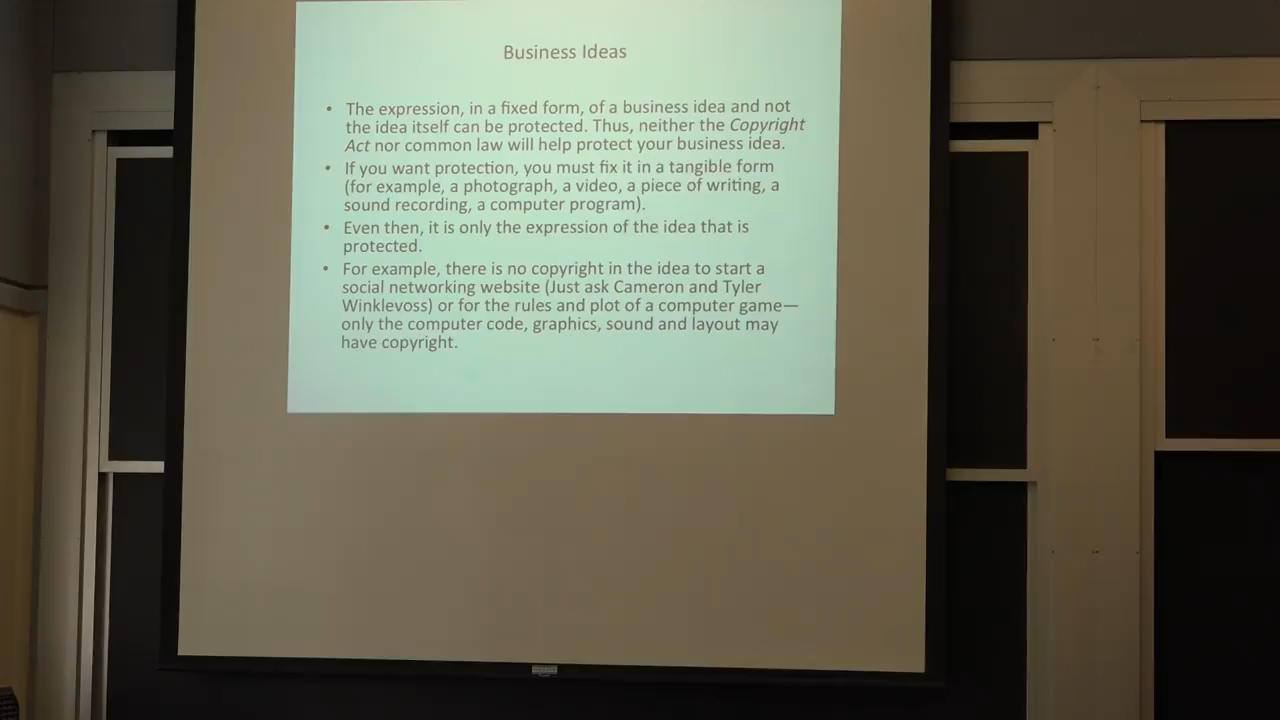 Business Ideas
• The expression, in a fixed form, of a business idea and not
the idea itself can be protected. Thus, neither the Copyright
Act nor common law will help protect your business idea.
• If you want protection, you must fix it in a tangible form
(for example, a photograph, a video, a piece of writing, a
sound recording, a computer program).
• Even then, it is only the expression of the idea that is
protected.
• For example, there is no copyright in the idea to start a
social networking website (Just ask Cameron and Tyler
Winklevoss) or for the rules and plot of a computer game—
only the computer code, graphics, sound and layout may
have copyright.